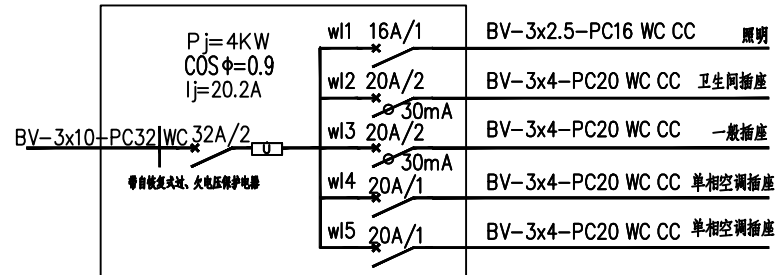 wl1 16A/1 BV-3x2.5-PC16 WC CC 照明
Pj=4KW
COSΦ=0.9
Ij=20.2A
wl2 20A/2 BV-3x4-PC20 WC CC 卫生间插座
30mA
BV-3x10-PC32 WC 32A/2 U wl3 20A/2 BV-3x4-PC20 WC CC 一般插座
30mA
带自恢复式过、欠电压保护电器
wl4 20A/1 BV-3x4-PC20 WC CC 单相空调插座
wl5 20A/1 BV-3x4-PC20 WC CC 单相空调插座